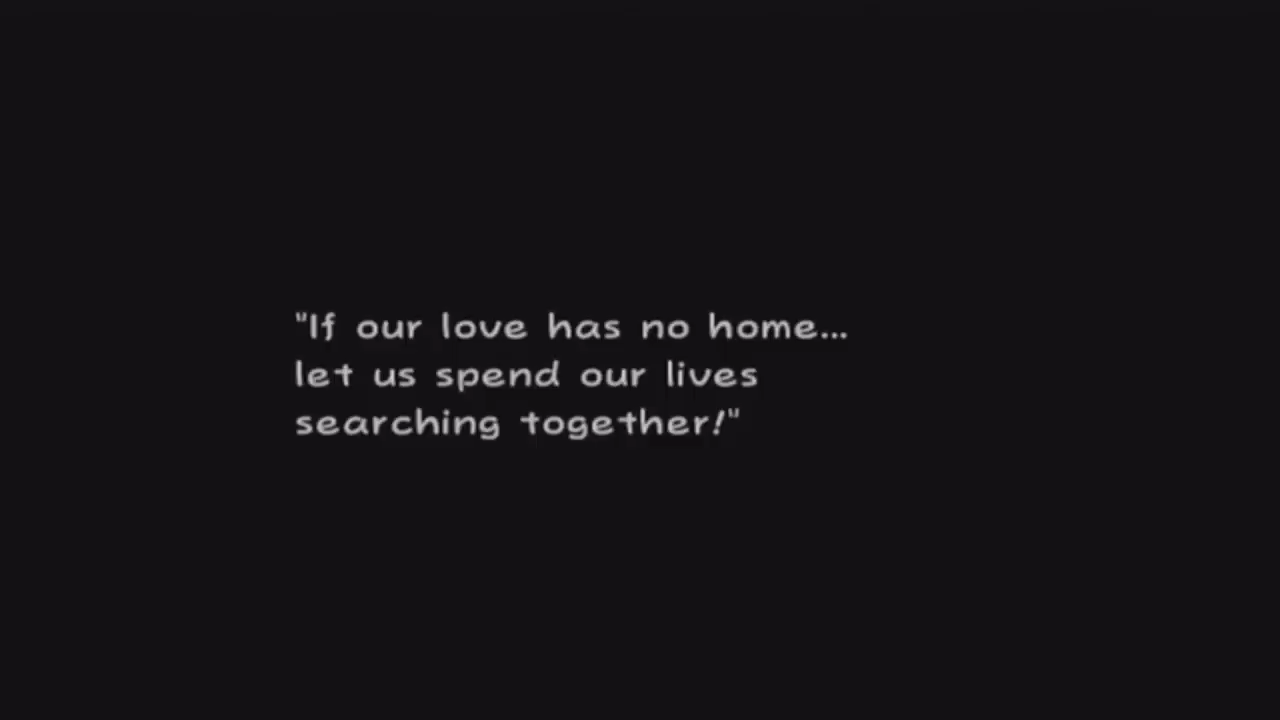 "If our love has no home...
let us spend our lives
searching together!"